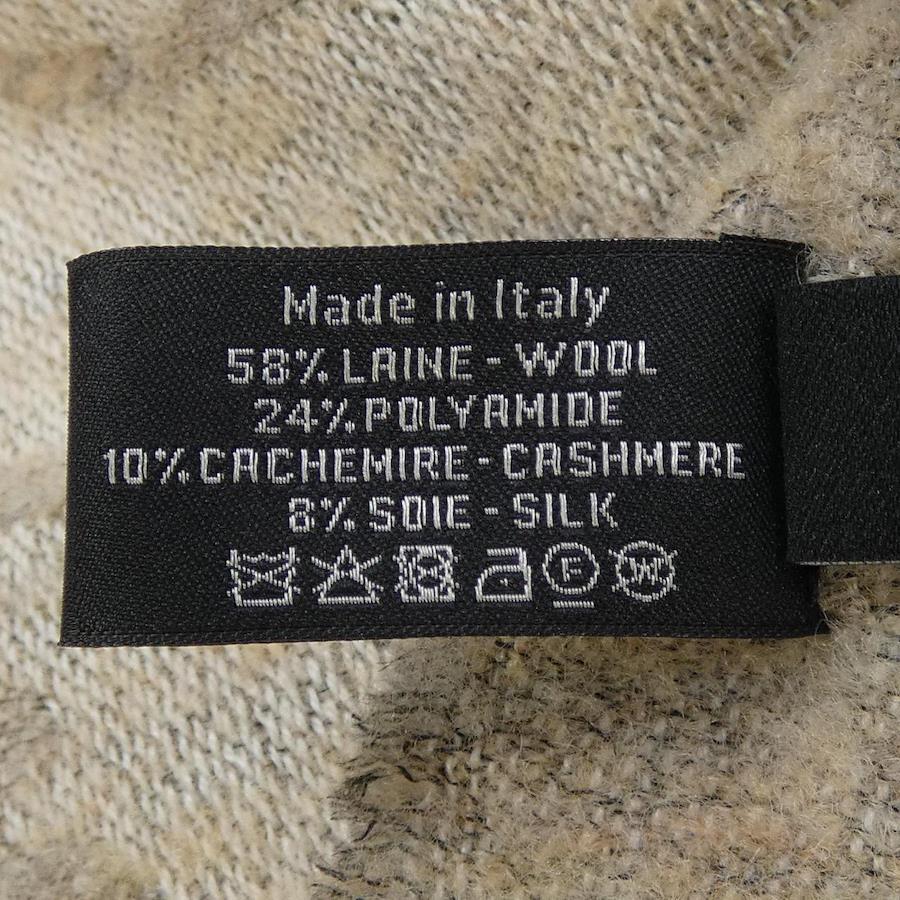 Made in Italy
58% LAINE - WOOL
24% POLYAMIDE
10% CACHEMIRE - CASHMERE
8% SOIE - SILK
F W